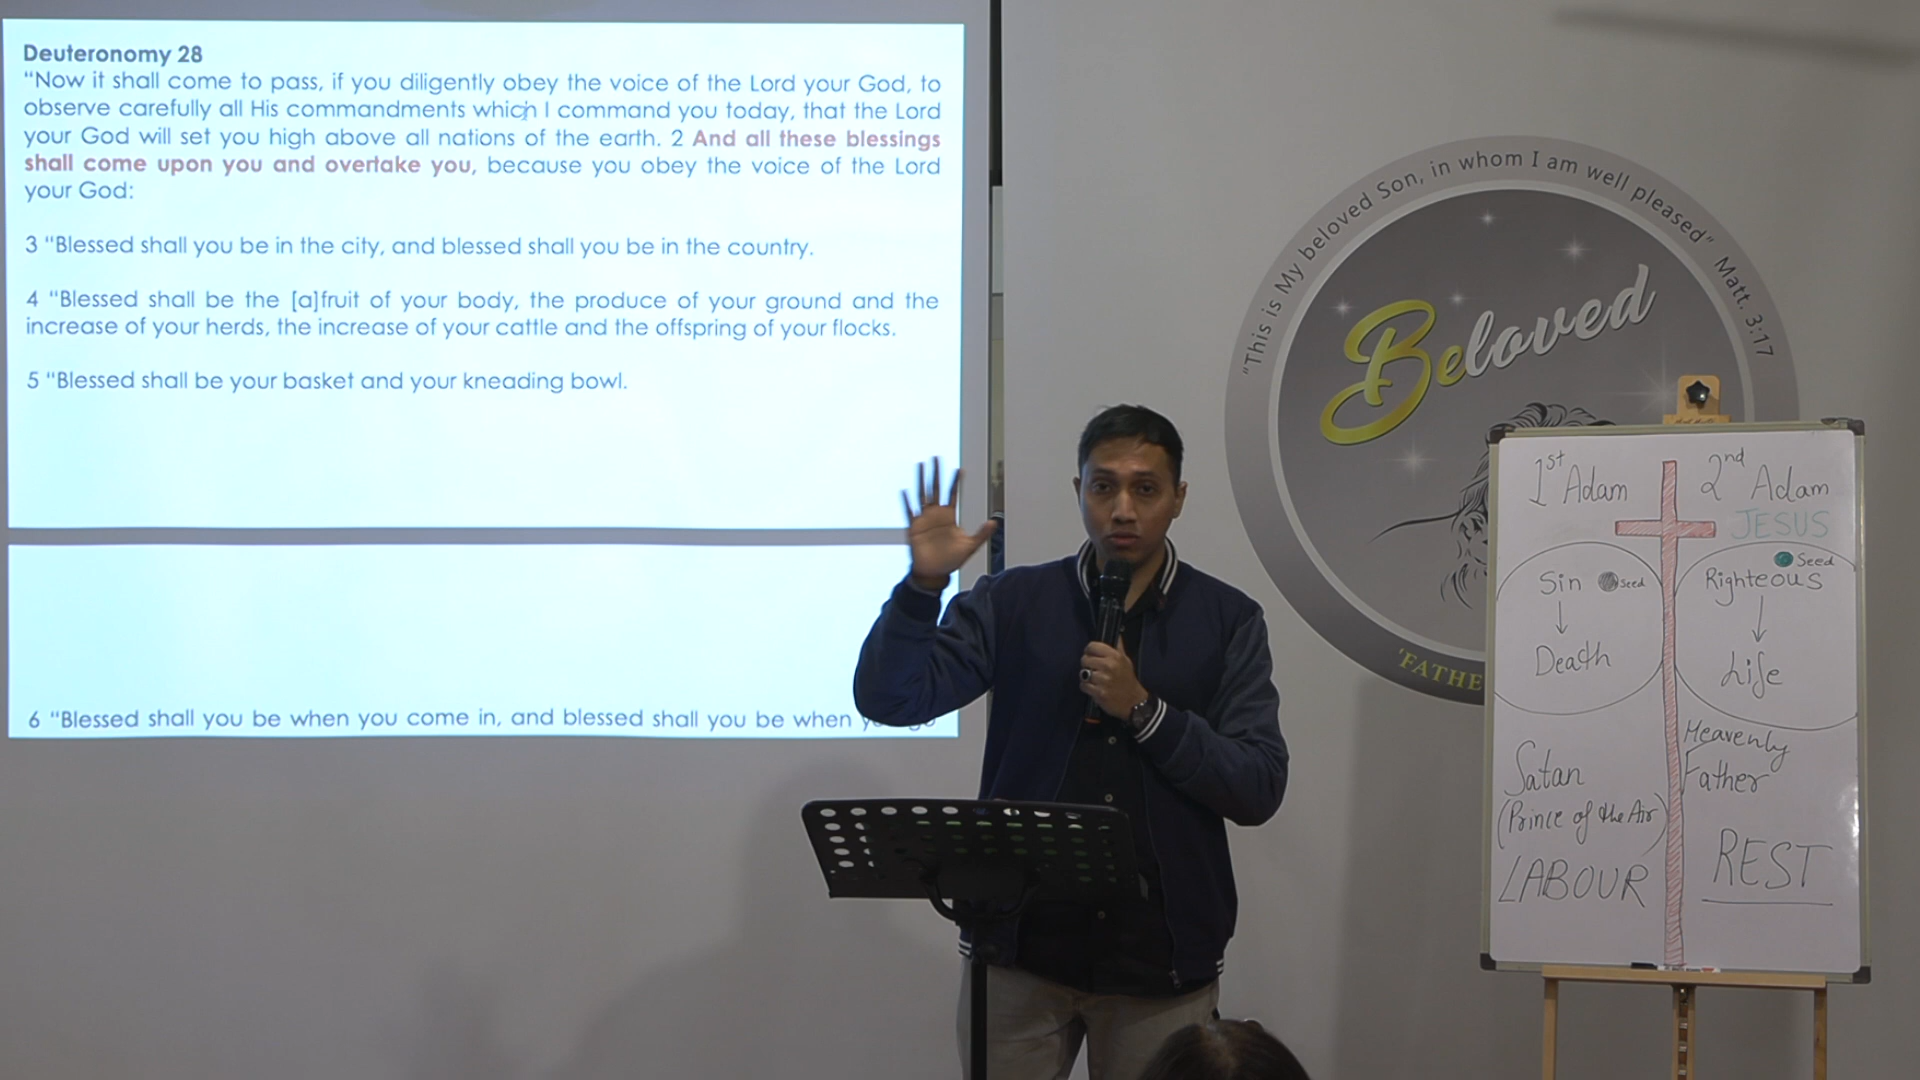 Deuteronomy 28
“Now it shall come to pass, if you diligently obey the voice of the Lord your God, to
observe carefully all His commandments which I command you today, that the Lord
your God will set you high above all nations of the earth. 2 And all these blessings
shall come upon you and overtake you, because you obey the voice of the Lord
your God:
3 “Blessed shall you be in the city, and blessed shall you be in the country.
4 “Blessed shall be the [a]fruit of your body, the produce of your ground and the
increase of your herds, the increase of your cattle and the offspring of your flocks.
5 “Blessed shall be your basket and your kneading bowl.
6 “Blessed shall you be when you come in, and blessed shall you be when
"This is My beloved Son, in whom I am well pleased" Matt. 3:17
Beloved
'FATHE
1st Adam
2nd Adam
JESUS
Sin Seed
Death
Seed
Righteous
Life
Satan
(Prince of the Air)
LABOUR
Heavenly
Father
REST